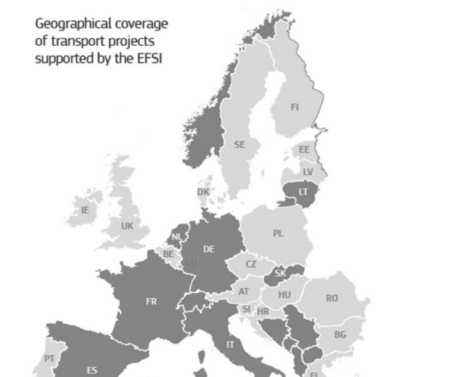 Geographical coverage
of transport projects
supported by the EFSI
FI
SE
EE
LV
DK
LT
IE
UK
NL
DE
PL
BE
CZ
SK
FR
AT
HU
RO
SI
HR
IT
BG
PT
ES
EL